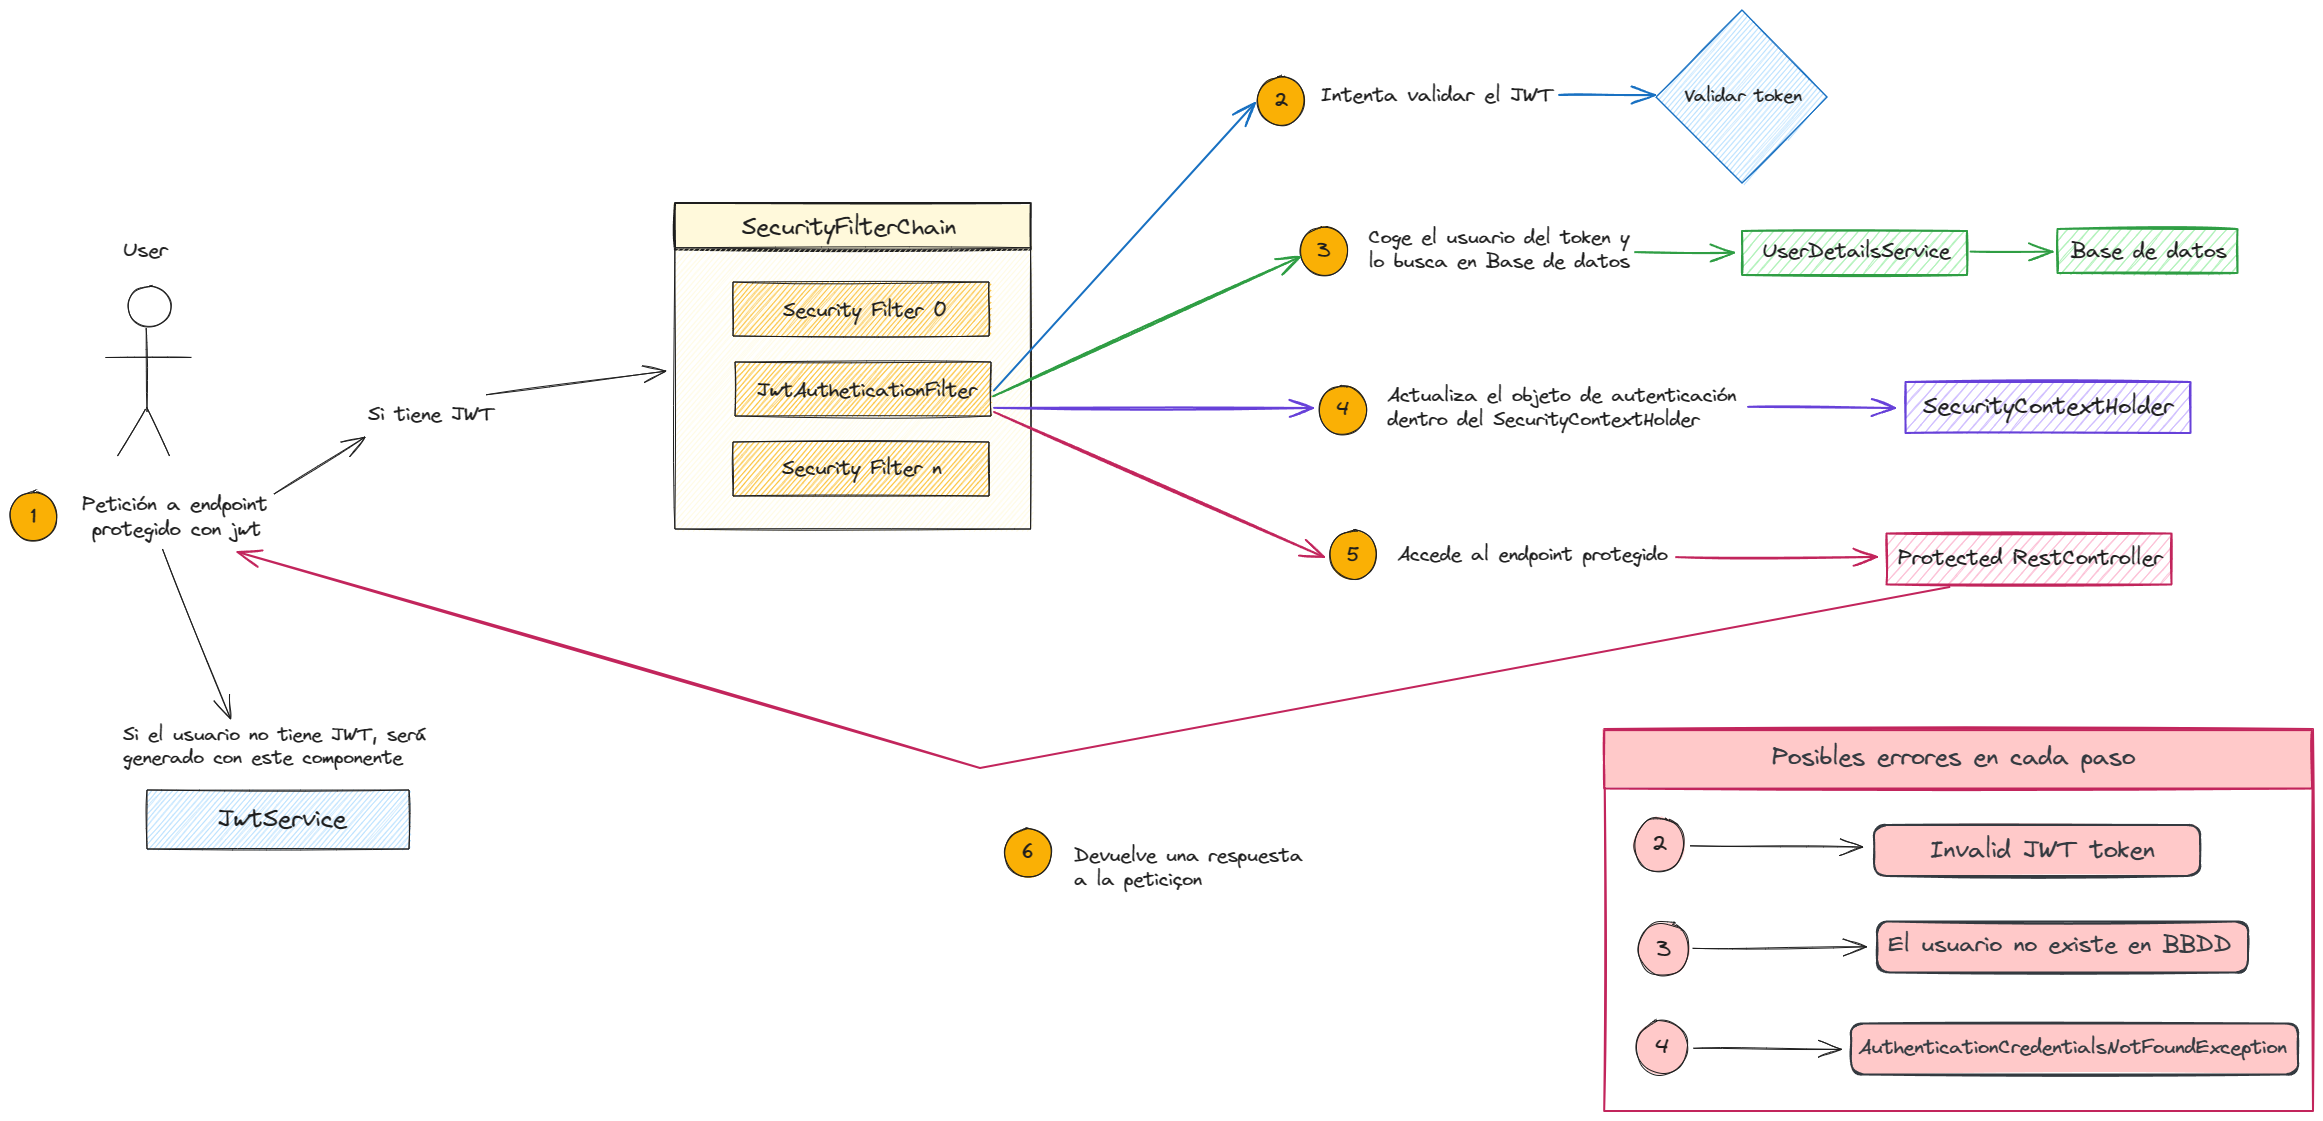 User
1
Petición a endpoint
protegido con jwt
Si tiene JWT
Si el usuario no tiene JWT, será
generado con este componente
JwtService
SecurityFilterChain
Security Filter 0
JwtAutheticationFilter
Security Filter n
2
Intenta validar el JWT
Validar token
3
Coge el usuario del token y
lo busca en Base de datos
UserDetailsService
Base de datos
4
Actualiza el objeto de autenticación
dentro del SecurityContextHolder
SecurityContextHolder
5
Accede al endpoint protegido
Protected RestController
6
Devuelve una respuesta
a la peticiçon
Posibles errores en cada paso
2
Invalid JWT token
3
El usuario no existe en BBDD
4
AuthenticationCredentialsNotFoundException